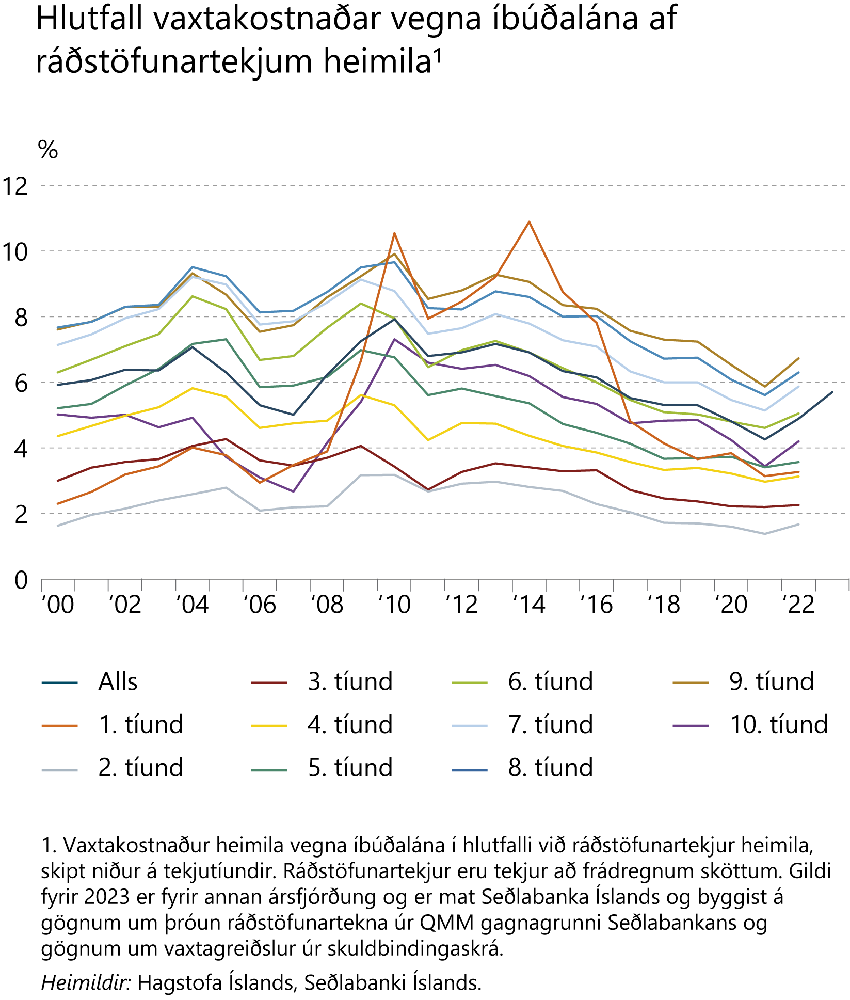 Hlutfall vaxtakostnaðar vegna íbúðalána af
ráðstöfunartekjum heimila¹
%
12
10
8
6
4
2
0
‘00 ‘02 ‘04 ‘06 ‘08 ‘10 ‘12 ‘14 ‘16 ‘18 ‘20 ‘22
Alls 3. tíund 6. tíund 9. tíund
1. tíund 4. tíund 7. tíund 10. tíund
2. tíund 5. tíund 8. tíund
1. Vaxtakostnaður heimila vegna íbúðalána í hlutfalli við ráðstöfunartekjur heimila,
skipt niður á tekjutíundir. Ráðstöfunartekjur eru tekjur að frádregnum sköttum. Gildi
fyrir 2023 er fyrir annan ársfjórðung og er mat Seðlabanka Íslands og byggist á
gögnum um þróun ráðstöfunartekna úr QMM gagnagrunni Seðlabankans og
gögnum um vaxtagreiðslur úr skuldbindingaskrá.
Heimildir: Hagstofa Íslands, Seðlabanki Íslands.